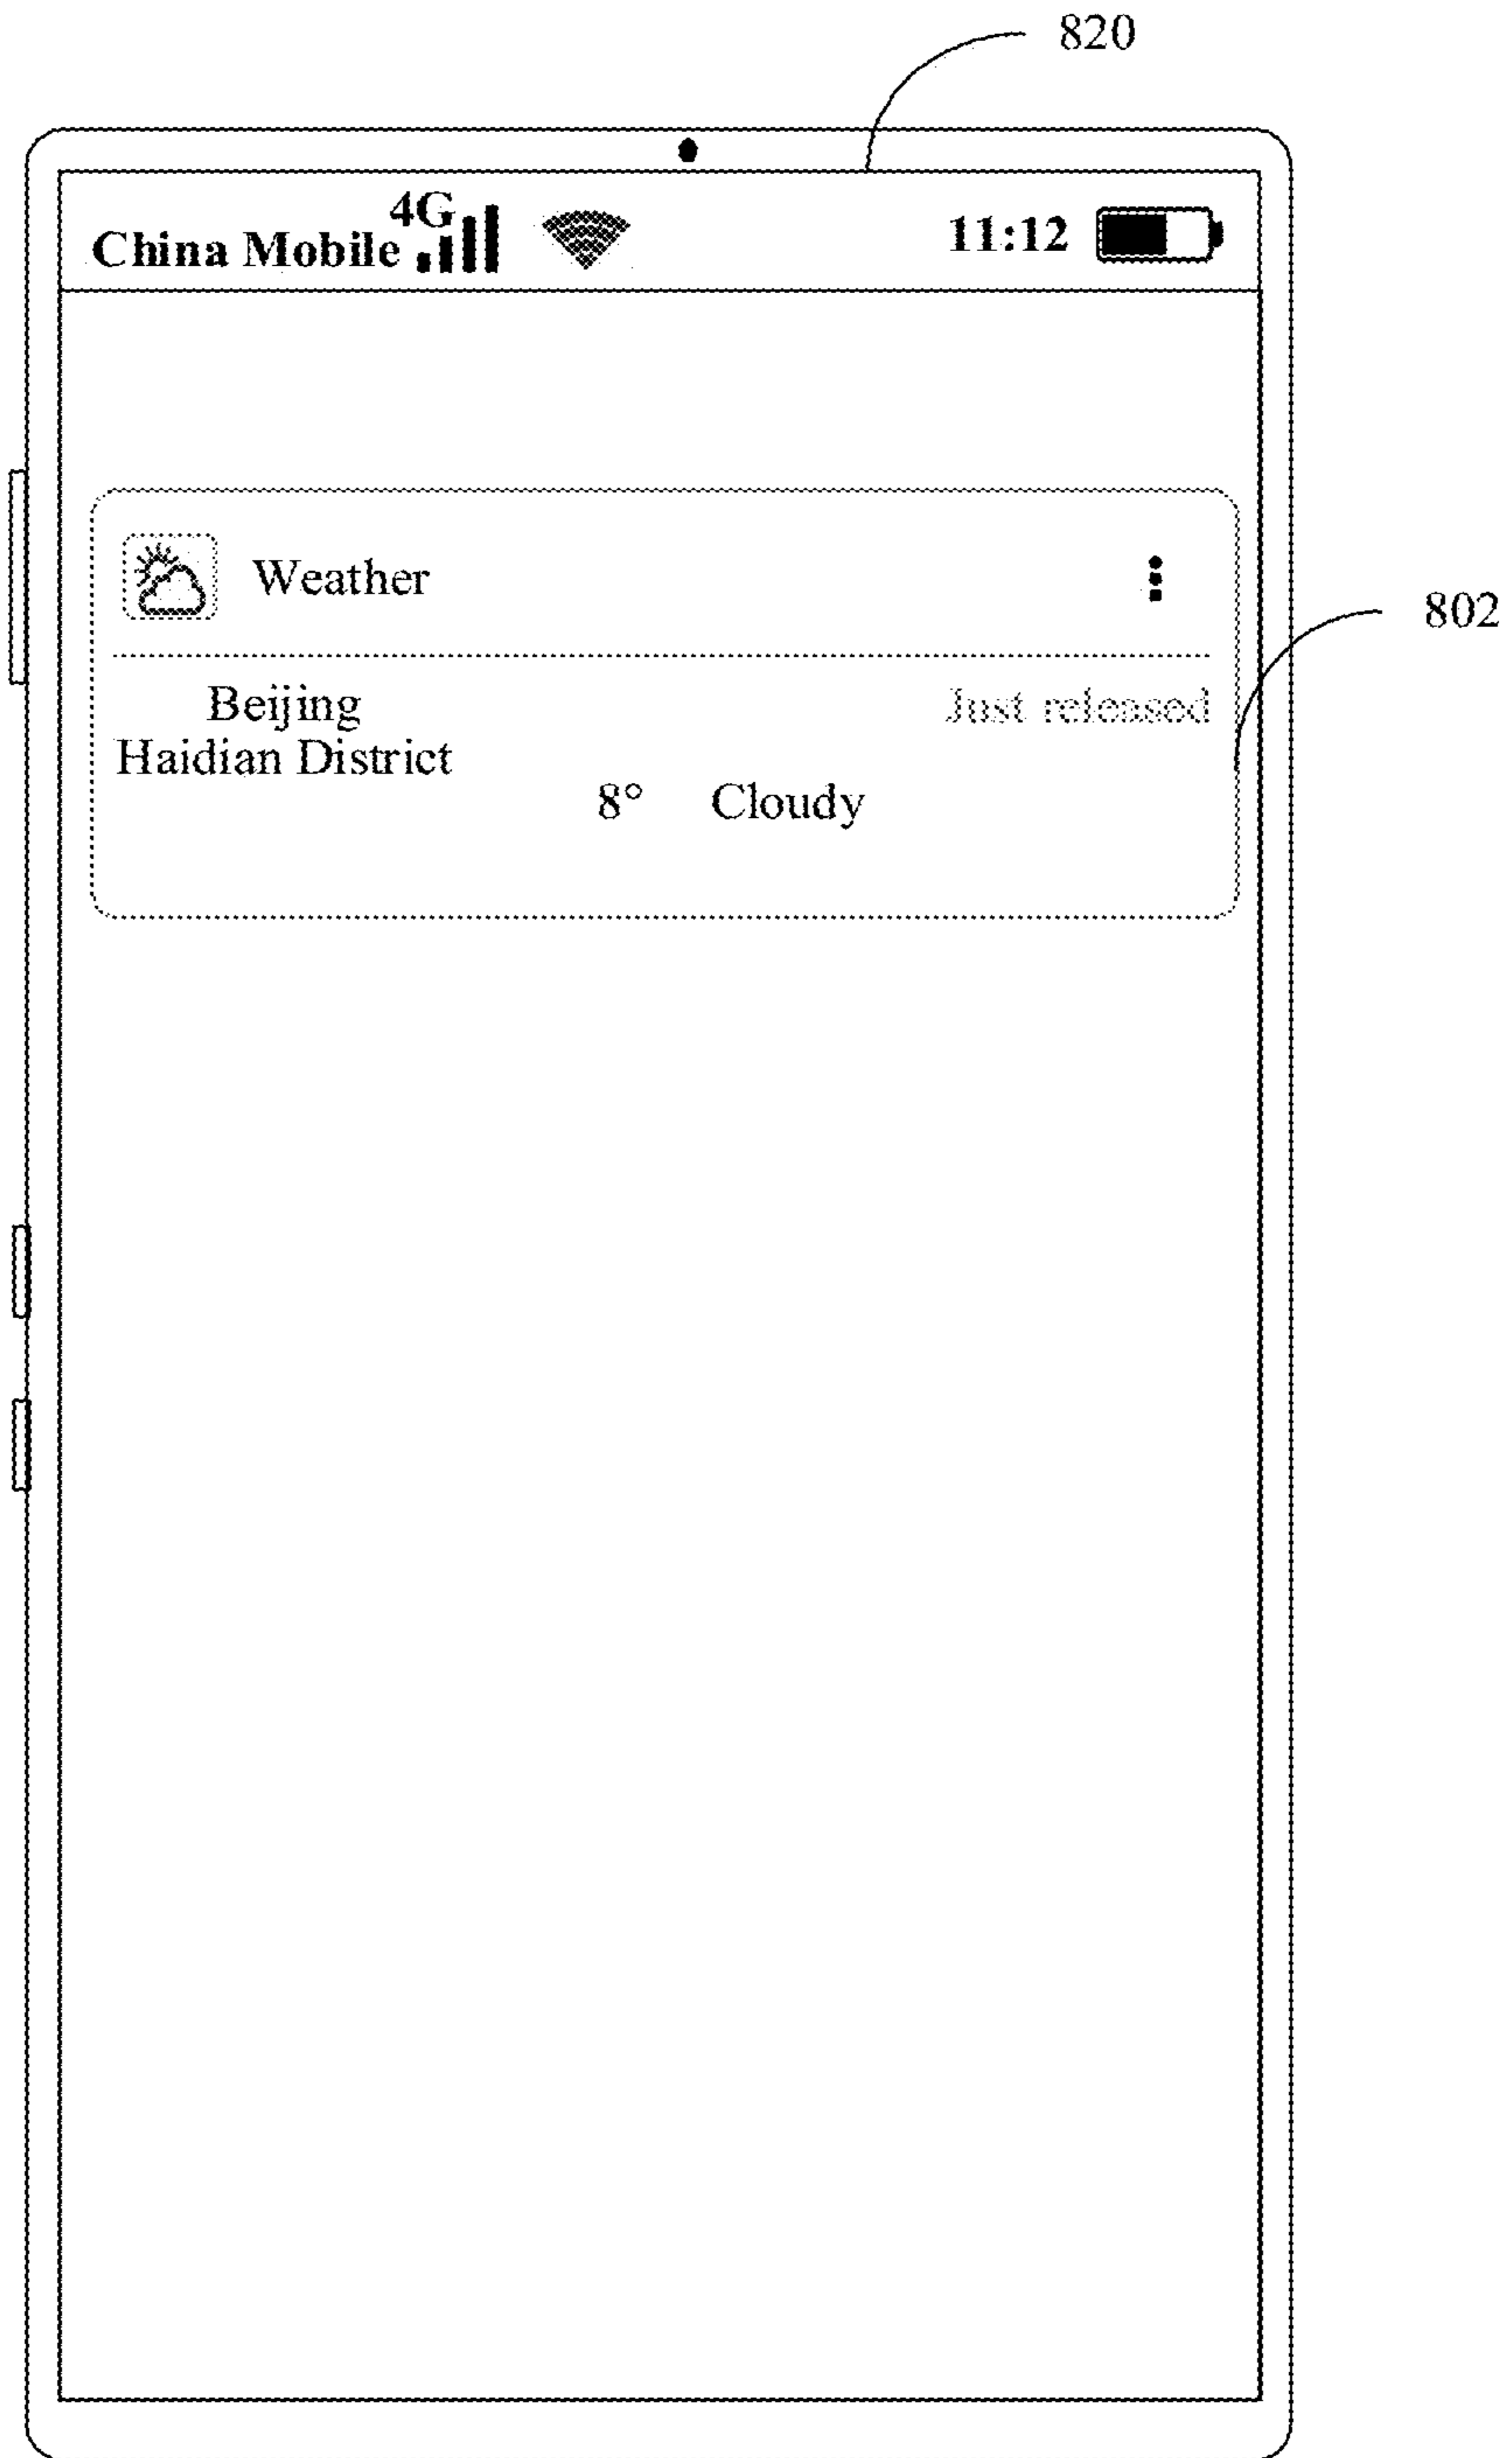 820
4G
China Mobile
11:12
Weather
802
Beijing
Just released
Haidian District
8° Cloudy